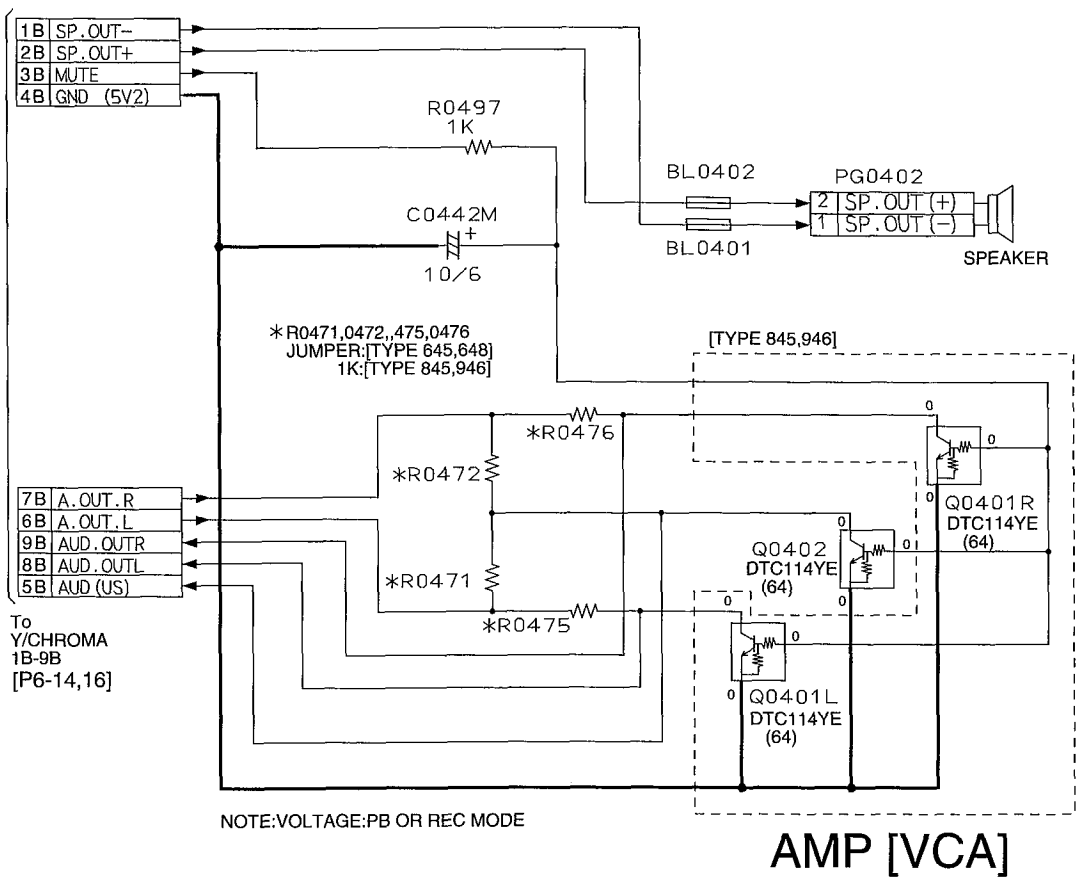 1B SP.OUT-
2B SP.OUT+
3B MUTE
4B GND (5V2)
R0497
1K
BL0402
PG0402
2 SP.OUT(+)
1 SP.OUT(-)
BL0401
SPEAKER
C0442M
+
10/6
*R0471,0472,,475,0476
JUMPER:[TYPE 645,648]
1K:[TYPE 845,946]
[TYPE 845,946]
*R0476
*R0472
0
0
0
Q0401R
DTC114YE
(64)
7B A.OUT.R
6B A.OUT.L
9B AUD.OUTR
8B AUD.OUTL
5B AUD(US)
*R0471
*R0475
0
0
0
Q0402
DTC114YE
(64)
0
0
0
Q0401L
DTC114YE
(64)
To
Y/CHROMA
1B-9B
[P6-14,16]
NOTE:VOLTAGE:PB OR REC MODE
AMP [VCA]